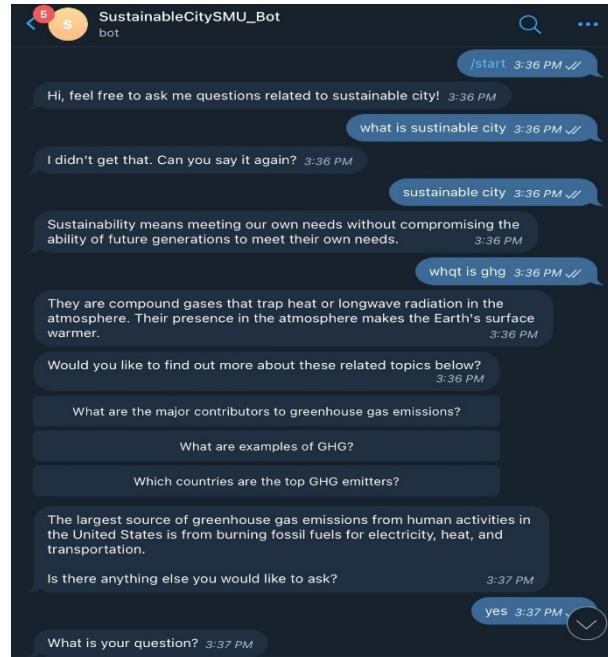 5
S
SustainableCitySMU_Bot
bot
/start 3:36 PM
Hi, feel free to ask me questions related to sustainable city! 3:36 PM
what is sustinable city 3:36 PM
I didn't get that. Can you say it again? 3:36 PM
sustainable city 3:36 PM
Sustainability means meeting our own needs without compromising the
ability of future generations to meet their own needs. 3:36 PM
whqt is ghg 3:36 PM
They are compound gases that trap heat or longwave radiation in the
atmosphere. Their presence in the atmosphere makes the Earth's surface
warmer. 3:36 PM
Would you like to find out more about these related topics below?
3:36 PM
What are the major contributors to greenhouse gas emissions?
What are examples of GHG?
Which countries are the top GHG emitters?
The largest source of greenhouse gas emissions from human activities in
the United States is from burning fossil fuels for electricity, heat, and
transportation.
Is there anything else you would like to ask? 3:37 PM
yes 3:37 PM
What is your question? 3:37 PM